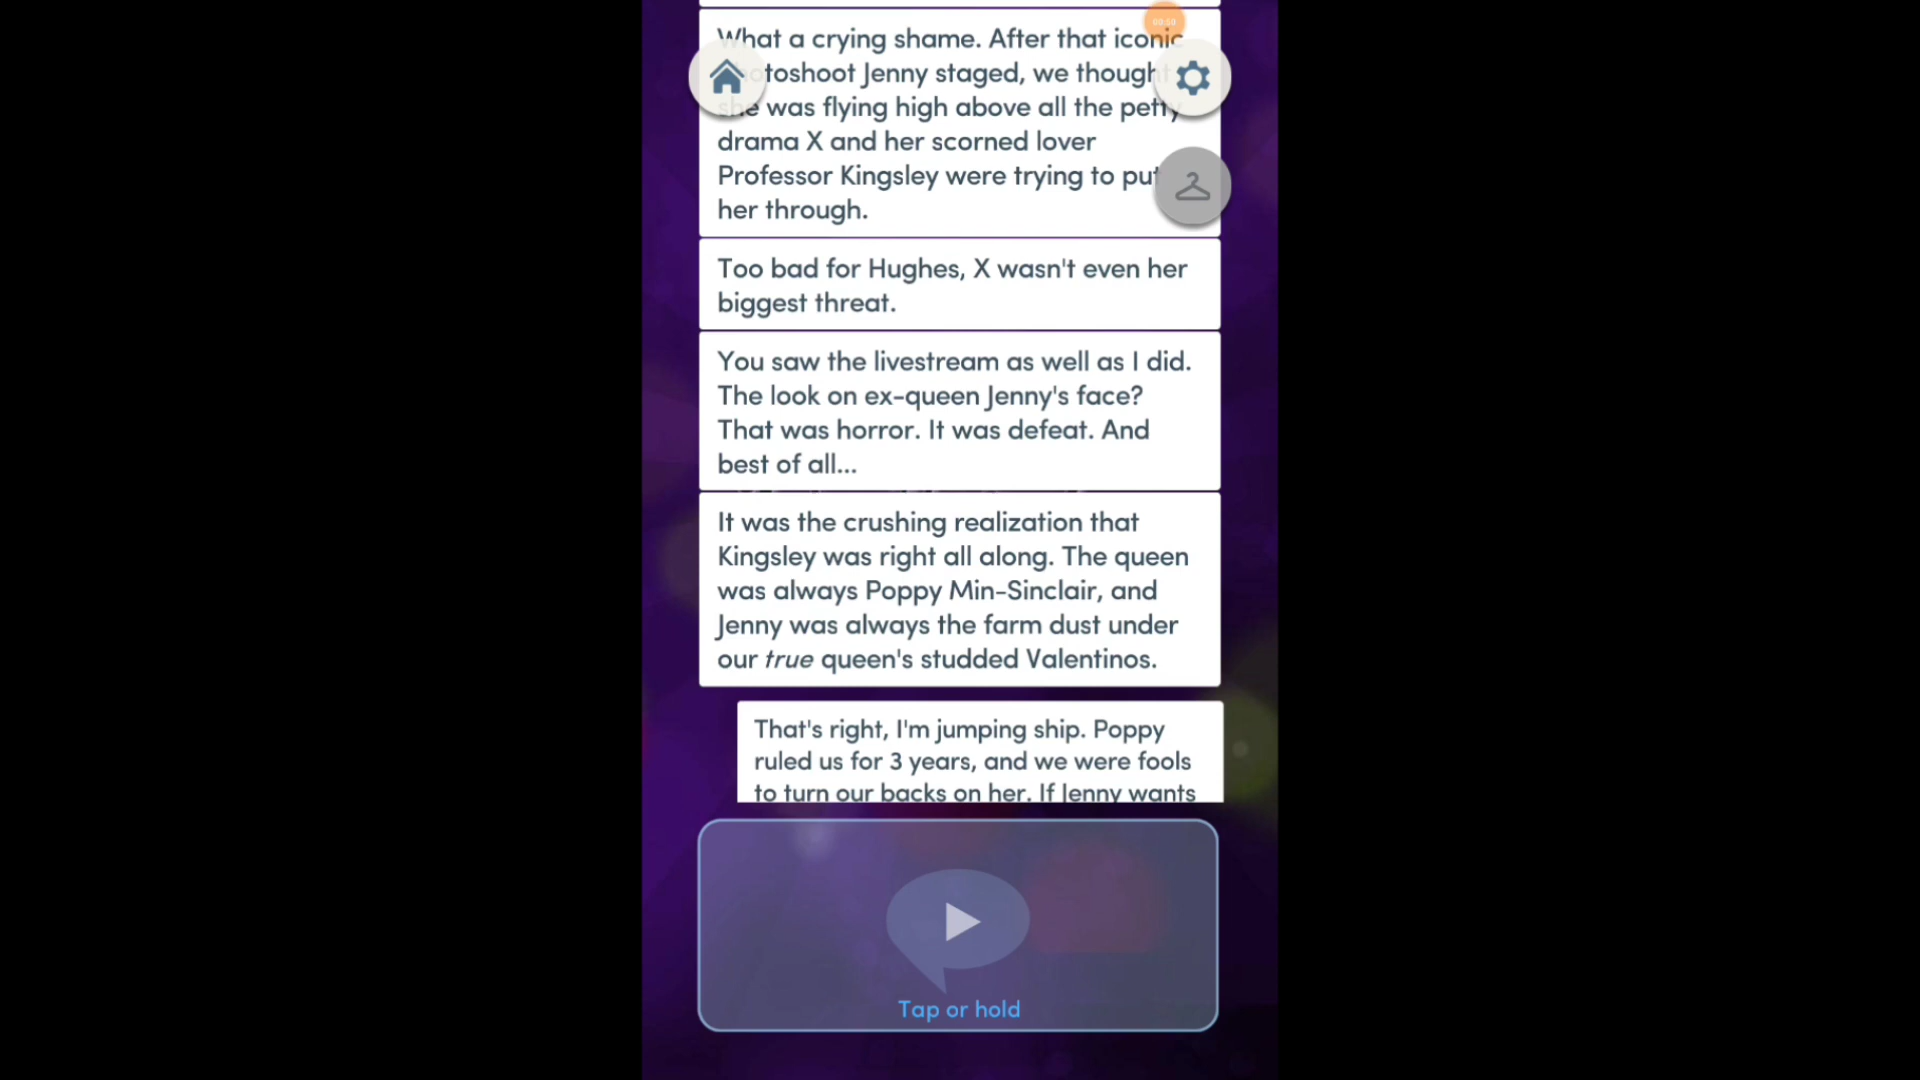 00:00
What a crying shame. After that iconic
photoshoot Jenny staged, we thought
she was flying high above all the petty
drama X and her scorned lover
Professor Kingsley were trying to put
her through.
Too bad for Hughes, X wasn't even her
biggest threat.
You saw the livestream as well as I did.
The look on ex-queen Jenny's face?
That was horror. It was defeat. And
best of all...
It was the crushing realization that
Kingsley was right all along. The queen
was always Poppy Min-Sinclair, and
Jenny was always the farm dust under
our true queen's studded Valentinos.
That's right, I'm jumping ship. Poppy
ruled us for 3 years, and we were fools
to turn our backs on her. If Jenny wants
Tap or hold